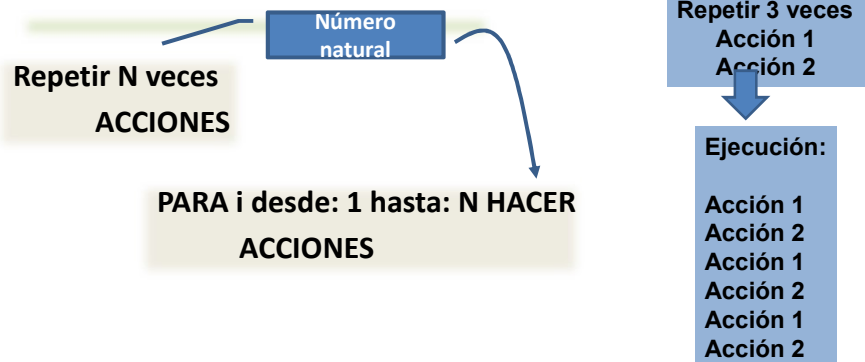 Número
natural
Repetir N veces
ACCIONES
PARA i desde: 1 hasta: N HACER
ACCIONES
Repetir 3 veces
Acción 1
Acción 2
Ejecución:
Acción 1
Acción 2
Acción 1
Acción 2
Acción 1
Acción 2